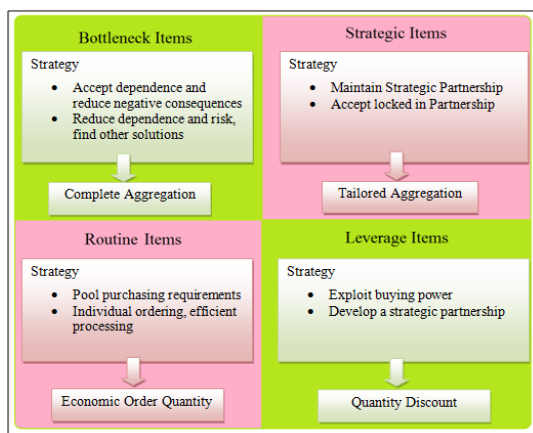 Bottleneck Items
Strategy
• Accept dependence and
reduce negative consequences
• Reduce dependence and risk,
find other solutions
Complete Aggregation
Strategic Items
Strategy
• Maintain Strategic Partnership
• Accept locked in Partnership
Tailored Aggregation
Routine Items
Strategy
• Pool purchasing requirements
• Individual ordering, efficient
processing
Economic Order Quantity
Leverage Items
Strategy
• Exploit buying power
• Develop a strategic partnership
Quantity Discount